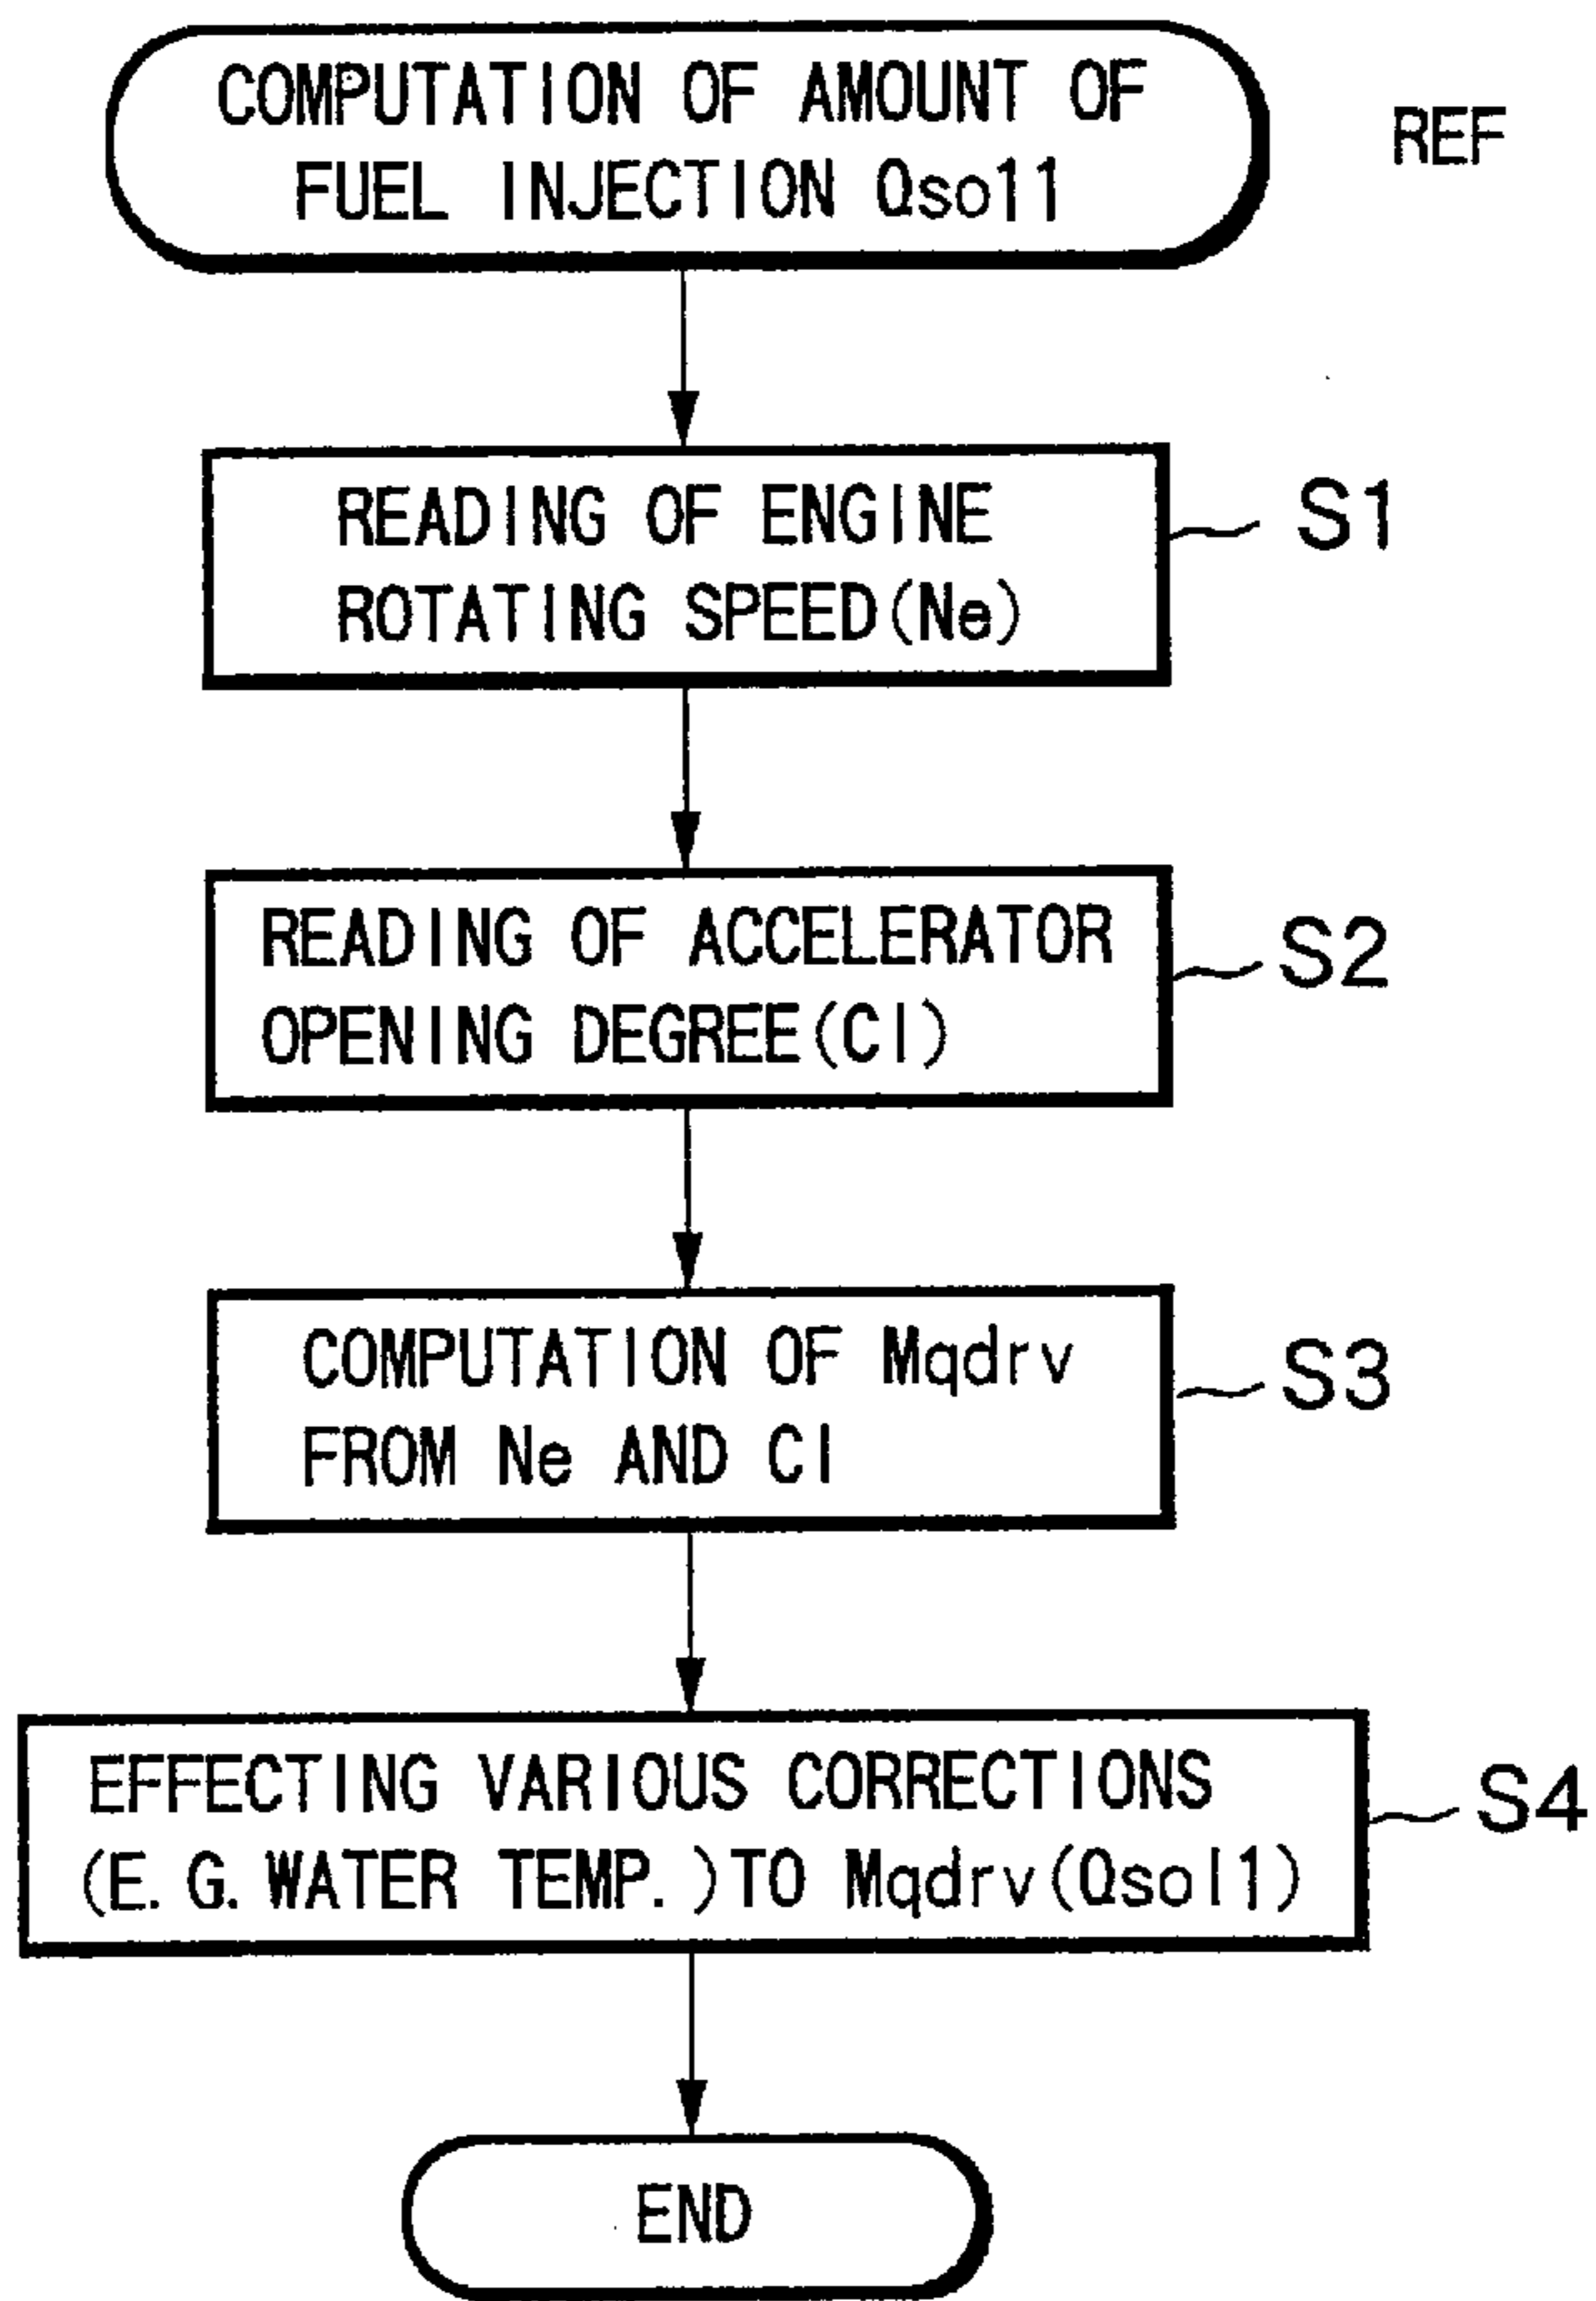 COMPUTATION OF AMOUNT OF
FUEL INJECTION Qsol1
REF
READING OF ENGINE
ROTATING SPEED(Ne)
S1
READING OF ACCELERATOR
OPENING DEGREE(Cl)
S2
COMPUTATION OF Mqdrv
FROM Ne AND Cl
S3
EFFECTING VARIOUS CORRECTIONS
(E.G.WATER TEMP.)TO Mqdrv(Qsol1)
S4
END